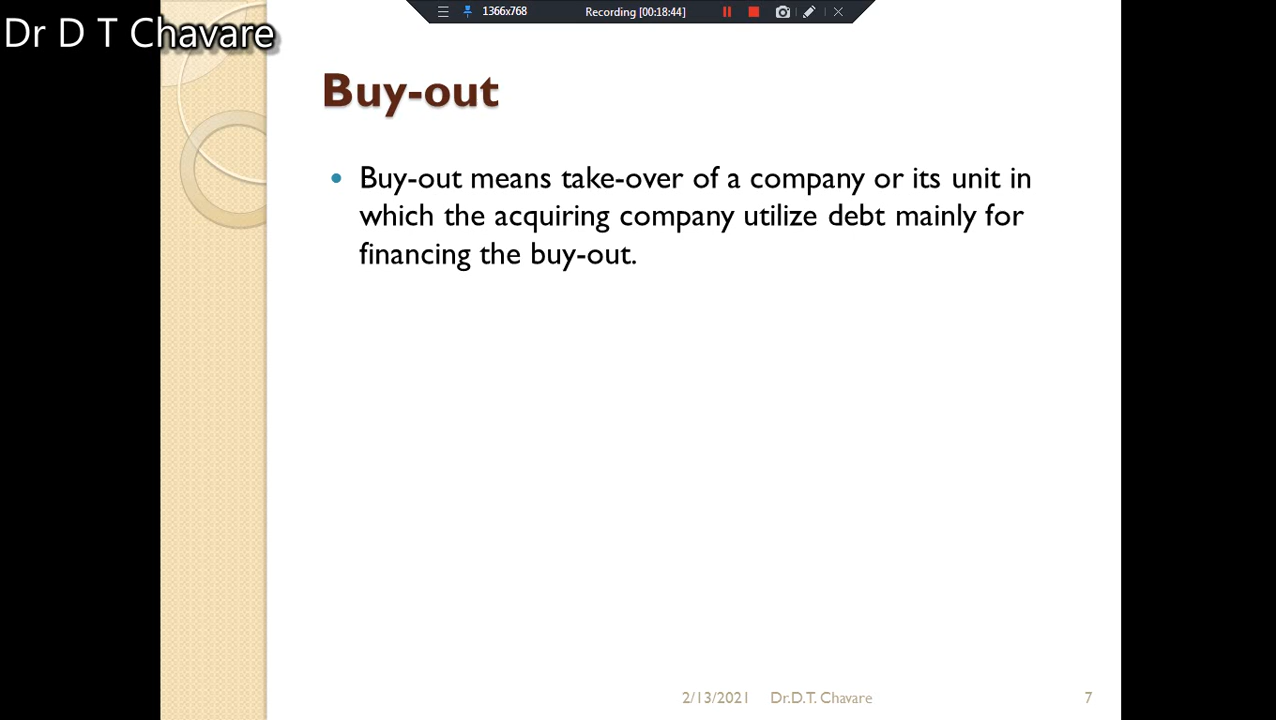 1366x768
Recording [00:18:44]
Dr D T Chavare
Buy-out
• Buy-out means take-over of a company or its unit in
which the acquiring company utilize debt mainly for
financing the buy-out.
2/13/2021
Dr.D.T. Chavare
7